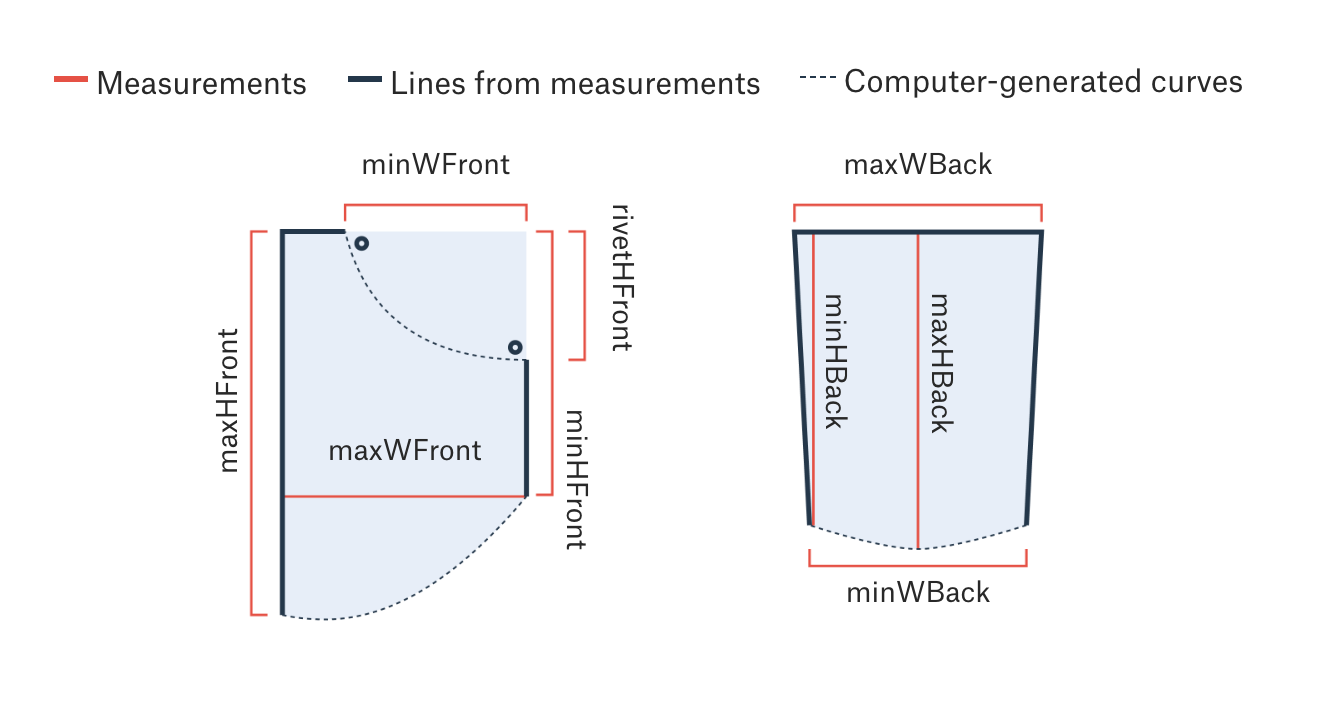 Measurements
Lines from measurements
Computer-generated curves
minWFront
maxWBack
rivetHFront
maxHFront
minHBack
maxHBack
maxWFront
minHFront
minWBack